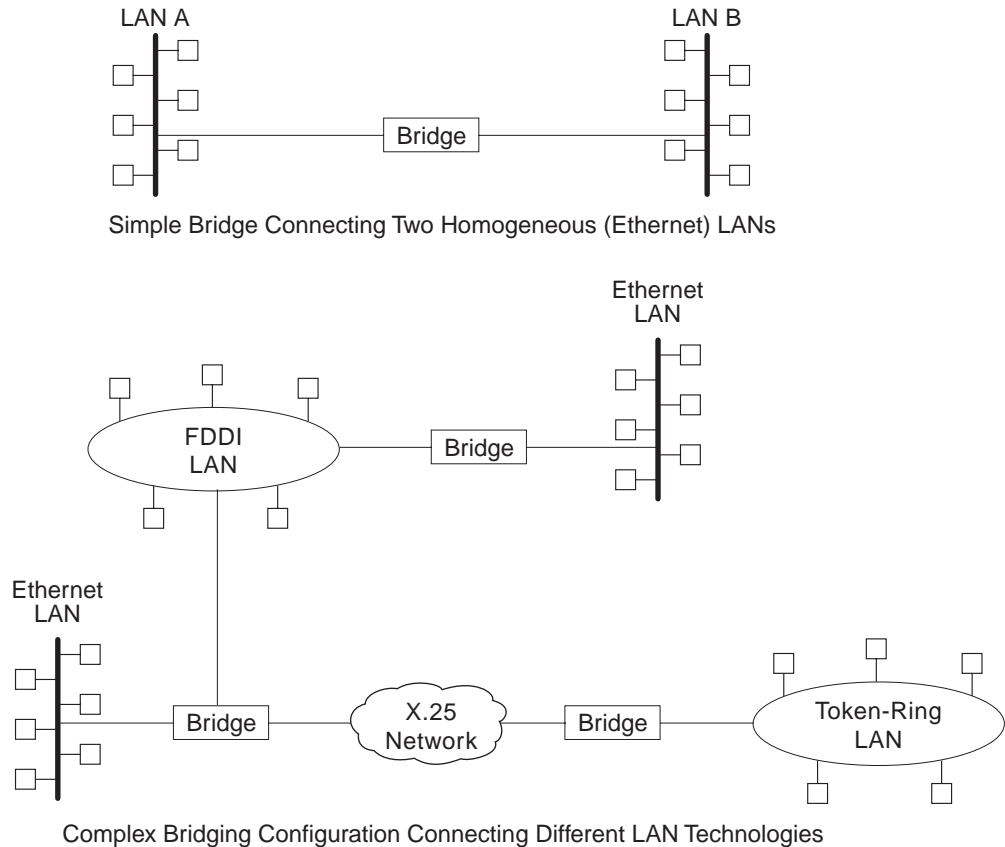 LAN A
LAN B
Bridge
Simple Bridge Connecting Two Homogeneous (Ethernet) LANs
Ethernet
LAN
FDDI
LAN
Bridge
Ethernet
LAN
Bridge
X.25
Network
Bridge
Token-Ring
LAN
Complex Bridging Configuration Connecting Different LAN Technologies